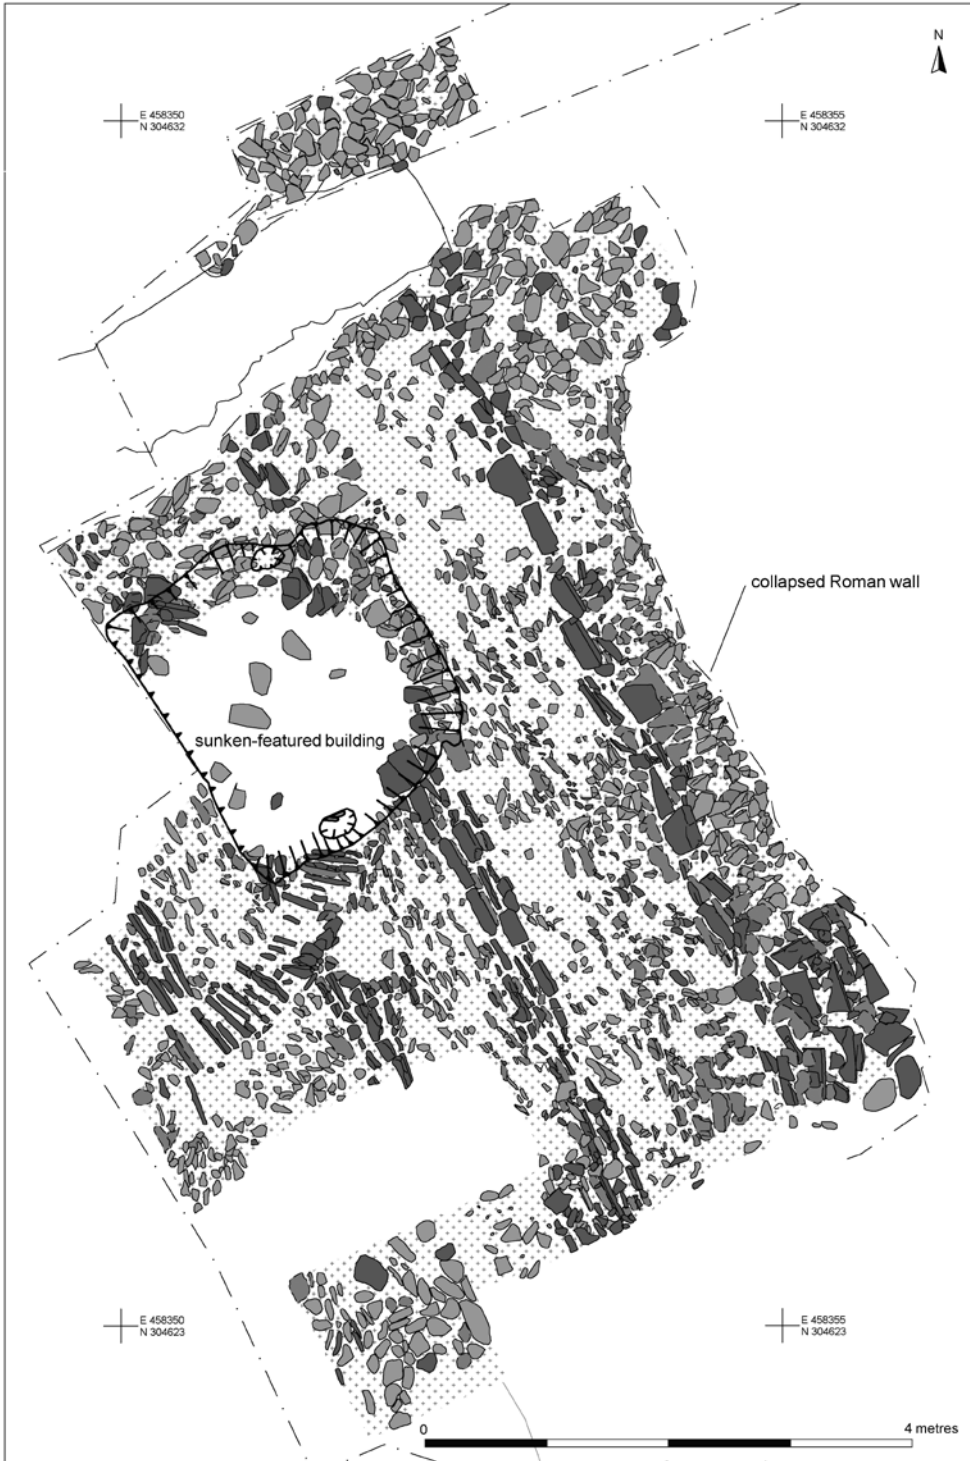 N
E 458350
N 304632
E 458355
N 304632
collapsed Roman wall
sunken-featured building
E 458350
N 304623
E 458355
N 304623
0
4 metres